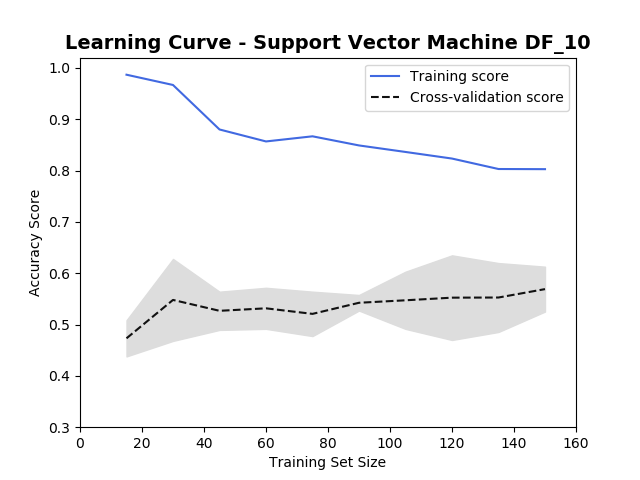 Learning Curve - Support Vector Machine DF_10
Training score
Cross-validation score
Accuracy Score
1.0
0.9
0.8
0.7
0.6
0.5
0.4
0.3
0 20 40 60 80 100 120 140 160
Training Set Size